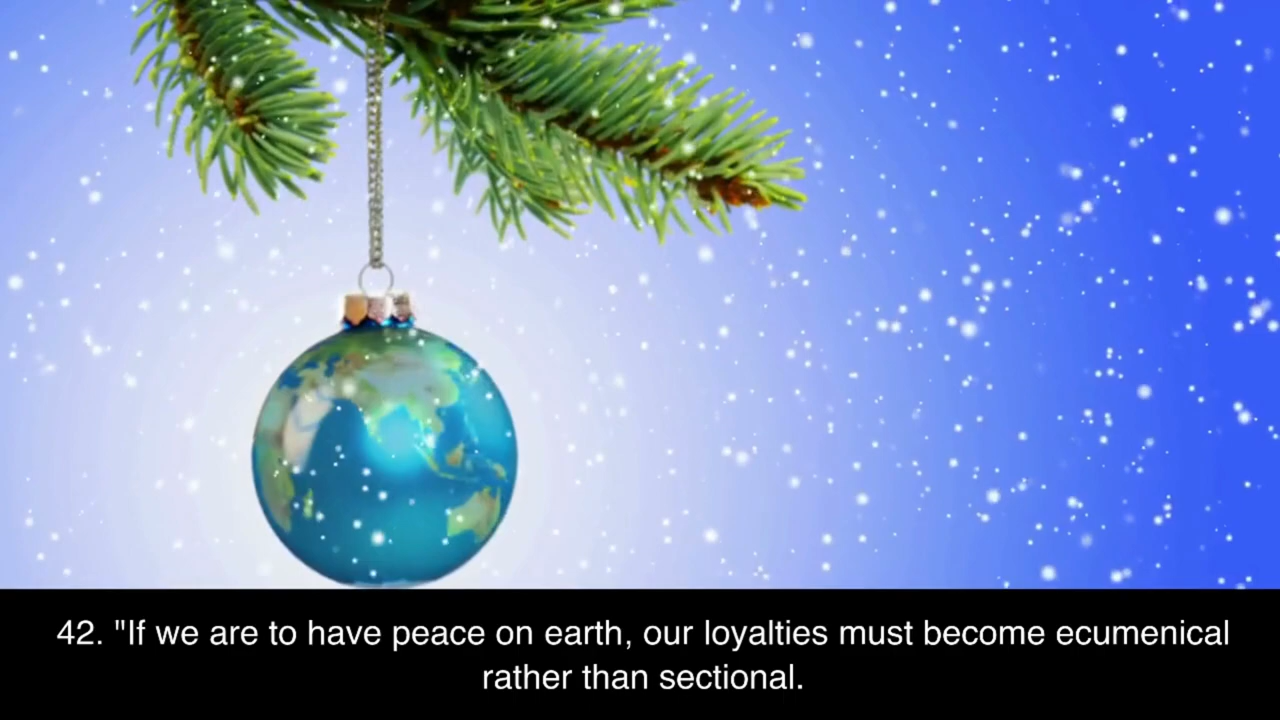 42. "If we are to have peace on earth, our loyalties must become ecumenical
rather than sectional.